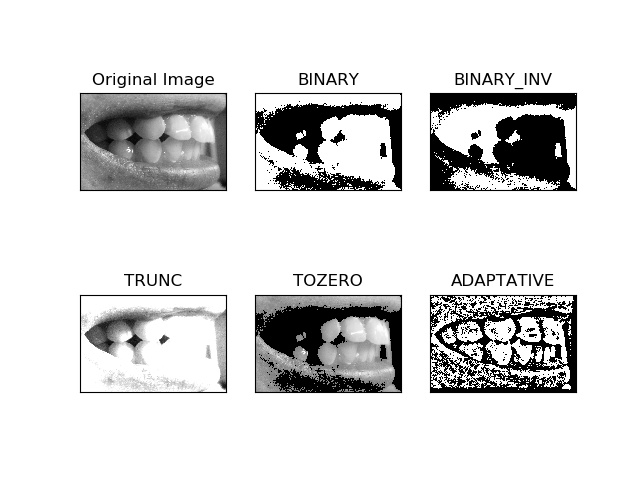 Original Image
BINARY
BINARY_INV
TRUNC
TOZERO
ADAPTATIVE